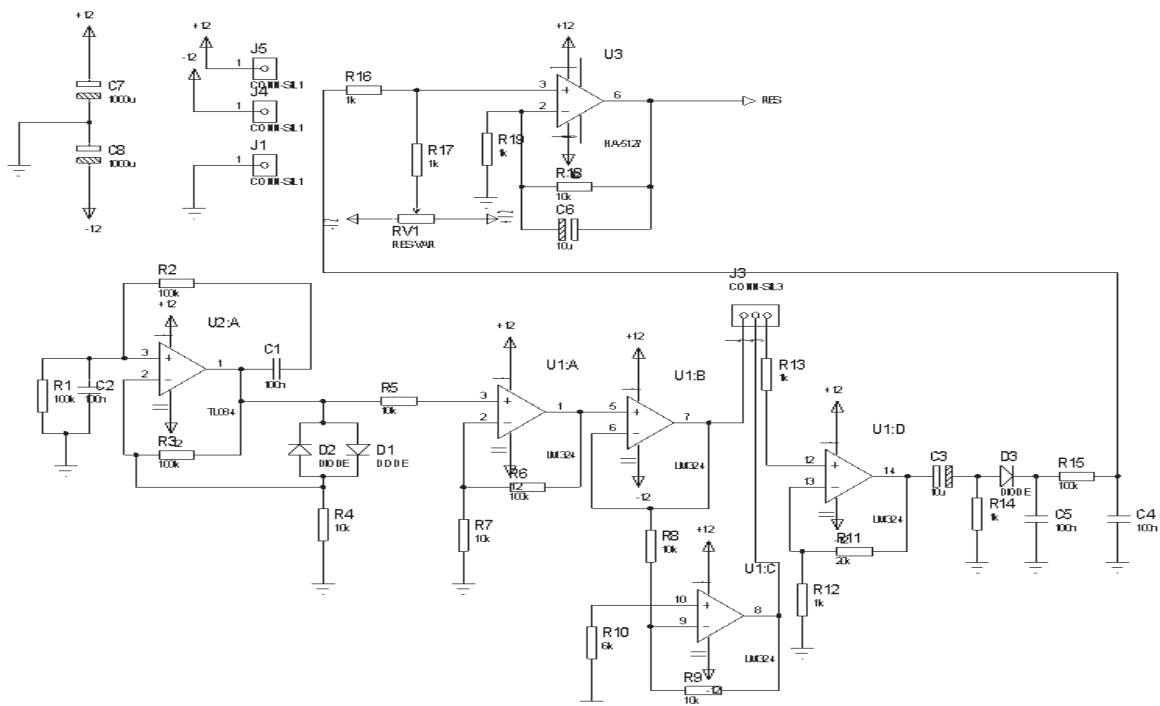 +12
C7
1000u
C8
1000u
-12
+12
-12
J5
1
CONN-SIL1
J4
1
CONN-SIL1
J1
1
CONN-SIL1
R16
1k
R17
1k
RV1
RESVAR
+12
U3
3
2
6
RES
R19
1k
HA-5127
R18
10k
C6
10u
R2
100k
+12
U2:A
3
2
1
TL084
C1
100n
R1
100k
C2
100n
R3
100k
R5
10k
D2
DIODE
D1
DIODE
R4
10k
+12
U1:A
3
2
1
LM324
R6
100k
R7
10k
+12
U1:B
5
6
7
LM324
-12
J3
CONN-SIL3
R13
1k
R8
10k
+12
U1:C
10
9
8
LM324
R10
6k
R9
10k
+12
U1:D
12
13
14
LM324
R11
20k
R12
1k
C3
10u
D3
DIODE
R14
1k
C5
100n
R15
100k
C4
100n